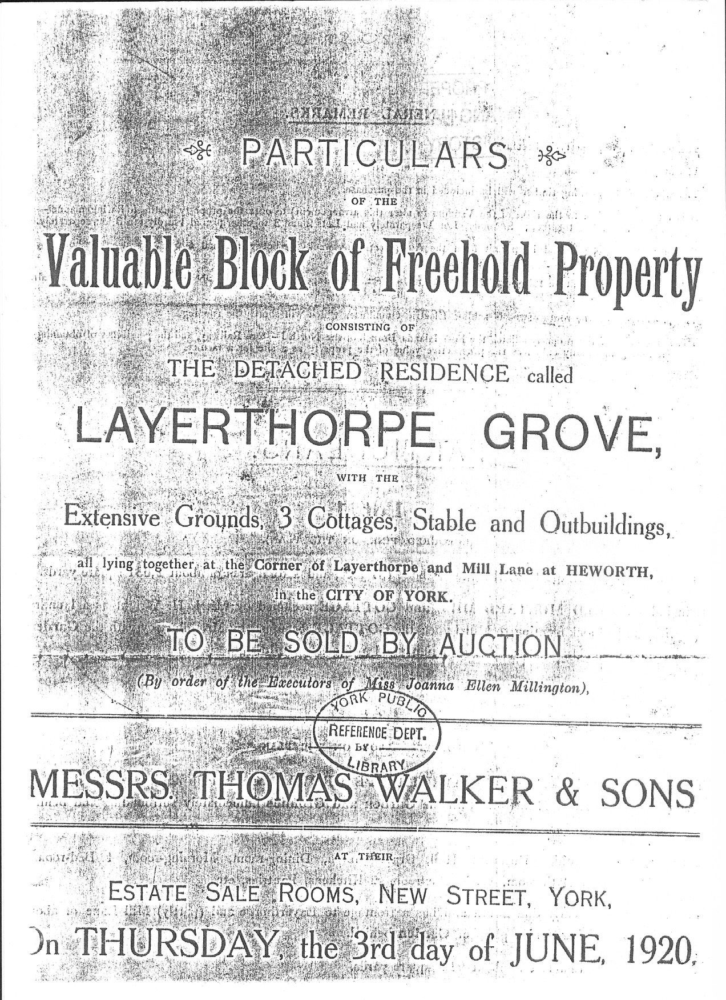 PARTICULARS
OF THE
Valuable Block of Freehold Property
CONSISTING OF
THE DETACHED RESIDENCE called
LAYERTHORPE GROVE,
WITH THE
Extensive Grounds, 3 Cottages, Stable and Outbuildings,
all lying together at the Corner of Layerthorpe and Mill Lane at HEWORTH,
in the CITY OF YORK.
TO BE SOLD BY AUCTION
(By order of the Executors of Miss Joanna Ellen Millington),
YORK PUBLIC
REFERENCE DEPT.
BY
LIBRARY
MESSRS. THOMAS WALKER & SONS
AT THEIR
ESTATE SALE ROOMS, NEW STREET, YORK,
On THURSDAY, the 3rd day of JUNE, 1920,